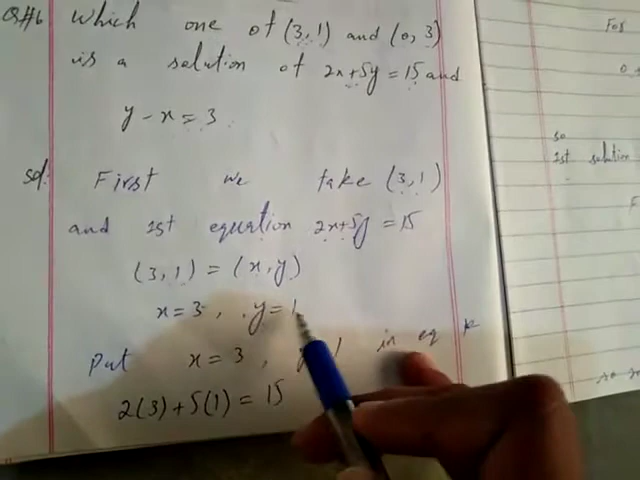 Q#6 Which one of (3,1) and (0,3)
is a solution of 2x+5y=15 and
y-x=3
Sol: First we take (3,1)
and 1st equation 2x+5y=15
(3,1)=(x,y)
x=3, y=1
Put x=3, in eq
2(3)+5(1)=15
For
so
1st solution